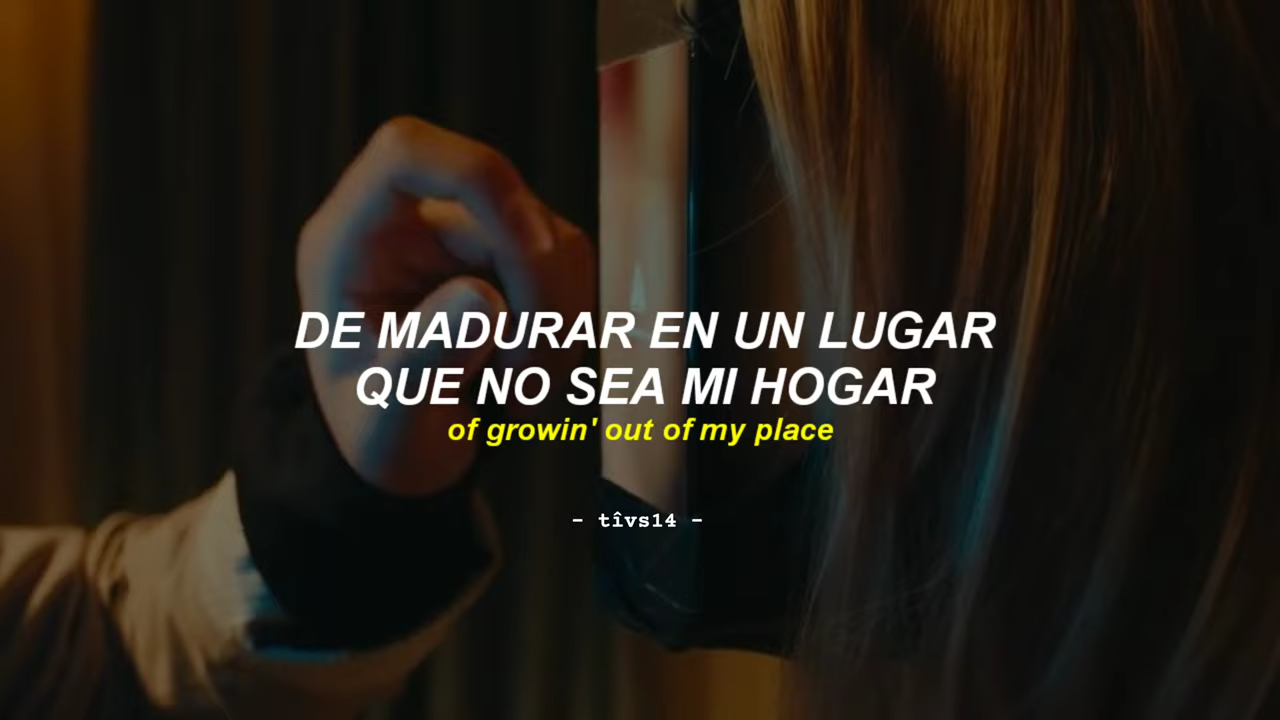 DE MADURAR EN UN LUGAR
QUE NO SEA MI HOGAR
of growin' out of my place
- tîvs14 -